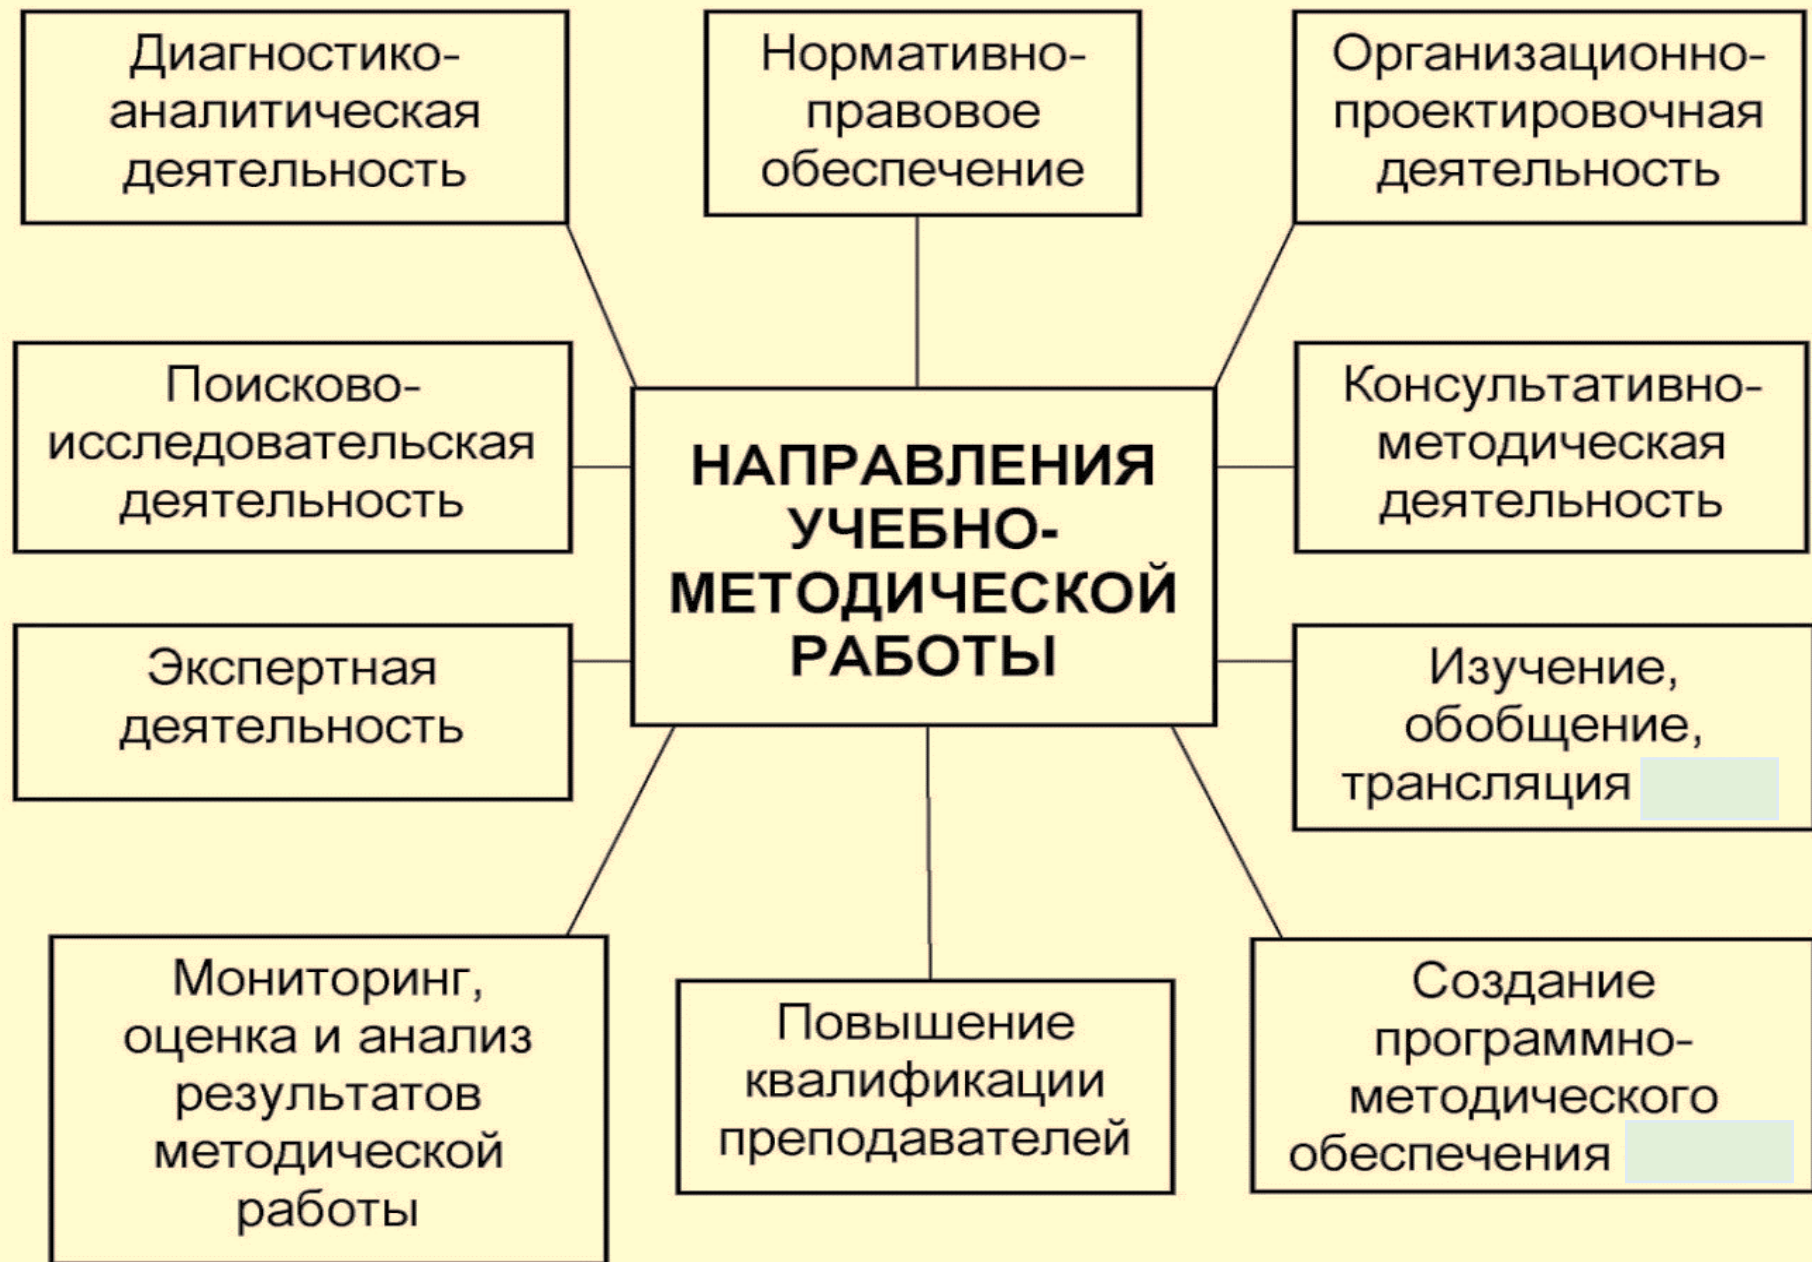 Диагностико-
аналитическая
деятельность
Нормативно-
правовое
обеспечение
Организационно-
проектировочная
деятельность
Поисково-
исследовательская
деятельность
НАПРАВЛЕНИЯ
УЧЕБНО-
МЕТОДИЧЕСКОЙ
РАБОТЫ
Консультативно-
методическая
деятельность
Экспертная
деятельность
Изучение,
обобщение,
трансляция
Мониторинг,
оценка и анализ
результатов
методической
работы
Повышение
квалификации
преподавателей
Создание
программно-
методического
обеспечения